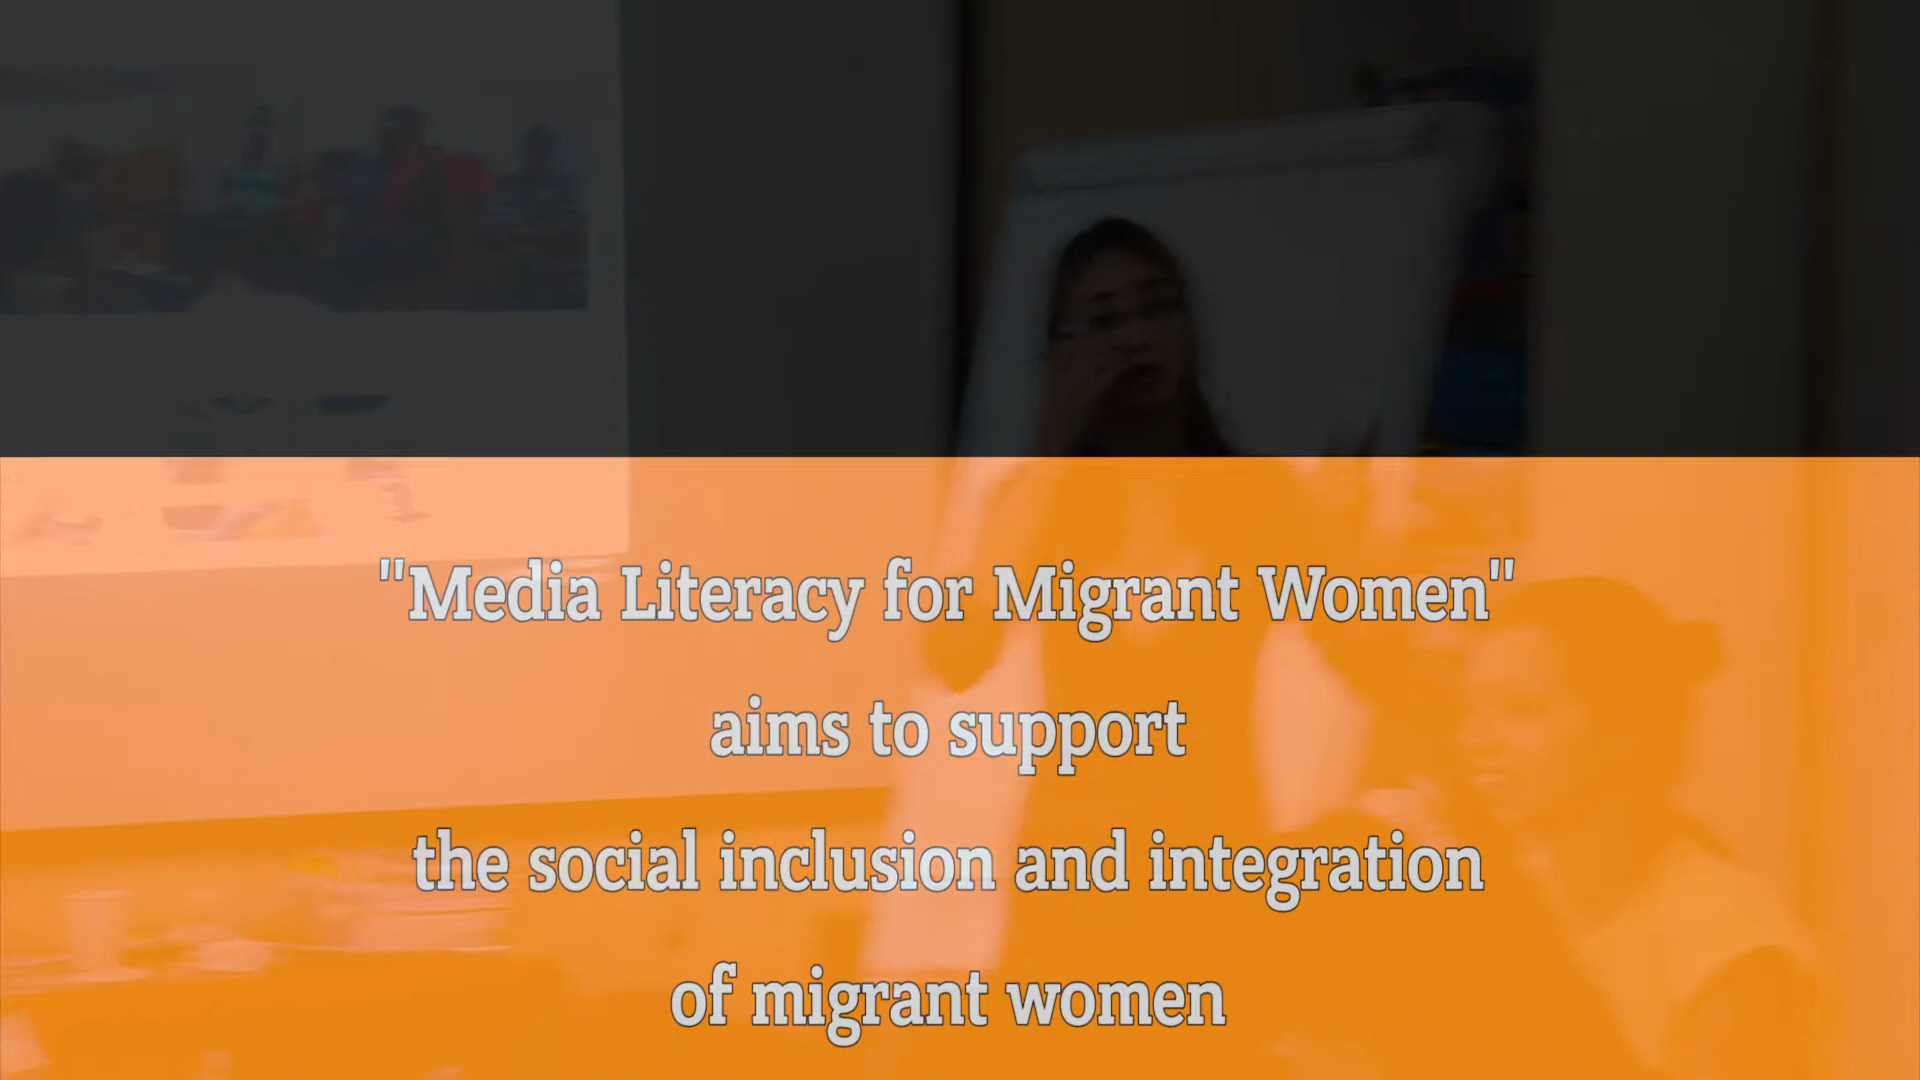 "Media Literacy for Migrant Women"
aims to support
the social inclusion and integration
of migrant women